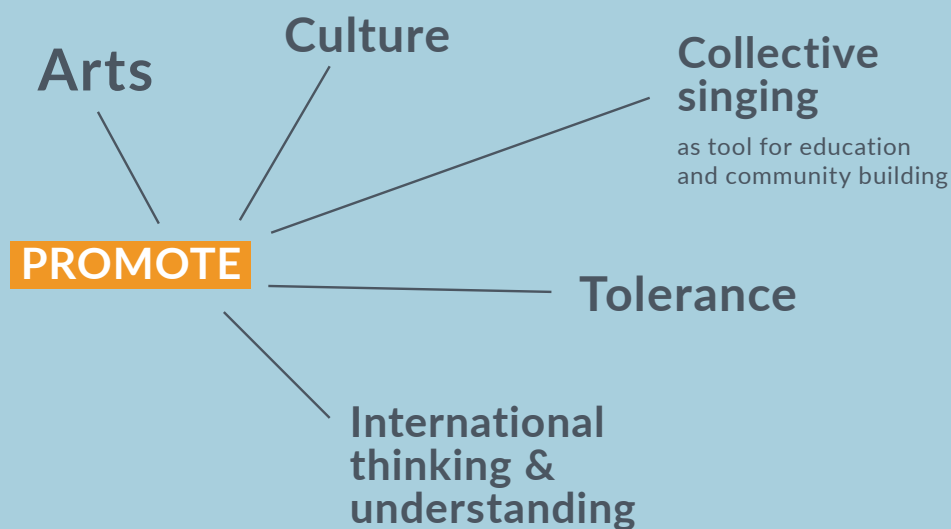 Arts
Culture
Collective
singing
as tool for education
and community building
PROMOTE
Tolerance
International
thinking &
understanding